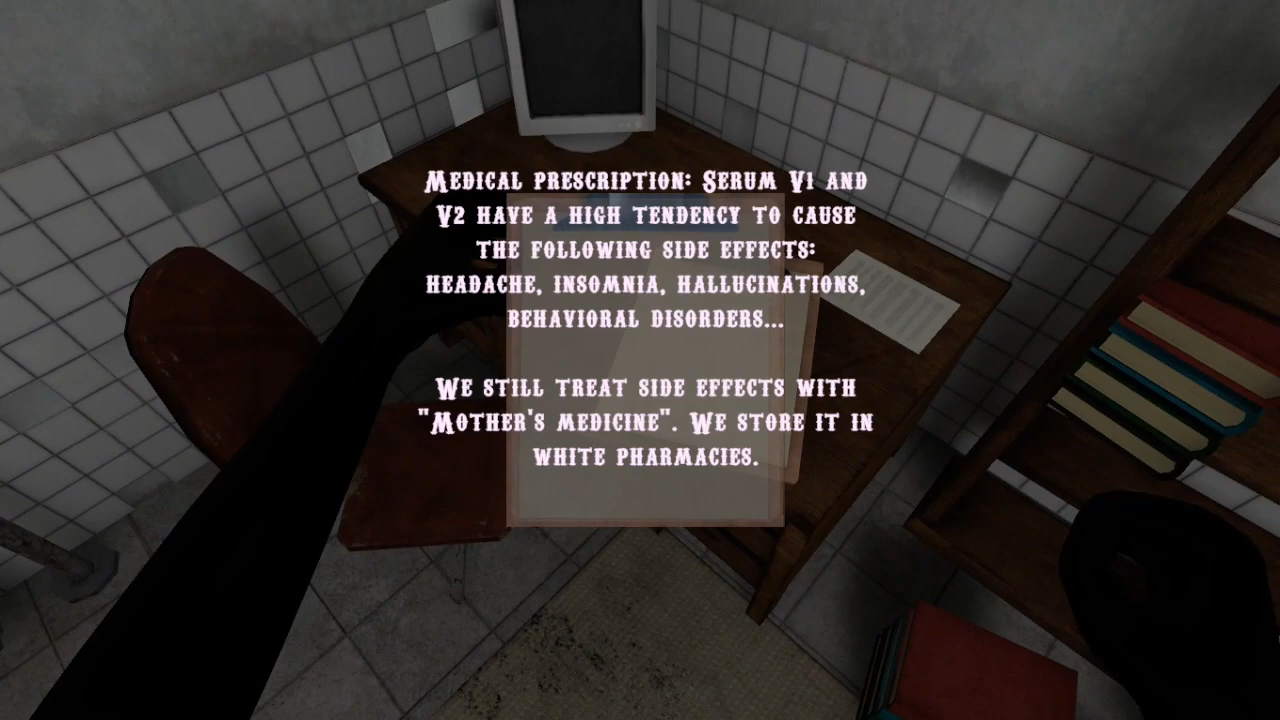 Medical prescription: Serum V1 and
V2 have a high tendency to cause
the following side effects:
headache, insomnia, hallucinations,
behavioral disorders...
We still treat side effects with
"Mother's medicine". We store it in
white pharmacies.